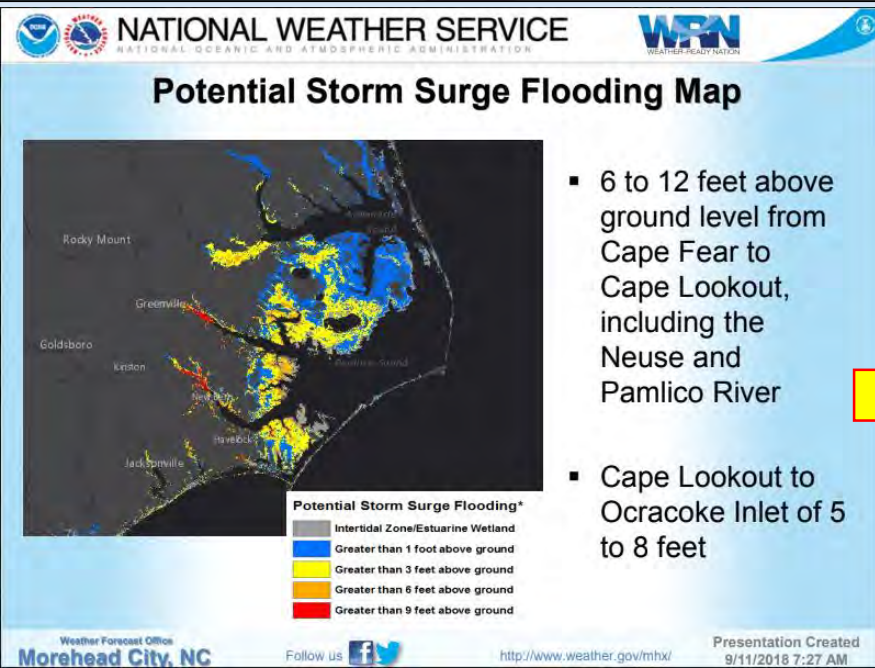 NATIONAL WEATHER SERVICE
NATIONAL OCEANIC AND ATMOSPHERIC ADMINISTRATION
WRN
WEATHER-READY NATION
Potential Storm Surge Flooding Map
Rocky Mount
Greenville
Goldsboro
Kinston
New Bern
Havelock
Jacksonville
Sound
Pamlico Sound
Potential Storm Surge Flooding*
Intertidal Zone/Estuarine Wetland
Greater than 1 foot above ground
Greater than 3 feet above ground
Greater than 6 feet above ground
Greater than 9 feet above ground
▪ 6 to 12 feet above
ground level from
Cape Fear to
Cape Lookout,
including the
Neuse and
Pamlico River
▪ Cape Lookout to
Ocracoke Inlet of 5
to 8 feet
Weather Forecast Office
Morehead City, NC
Follow us
http://www.weather.gov/mhx/
Presentation Created
9/11/2018 7:27 AM